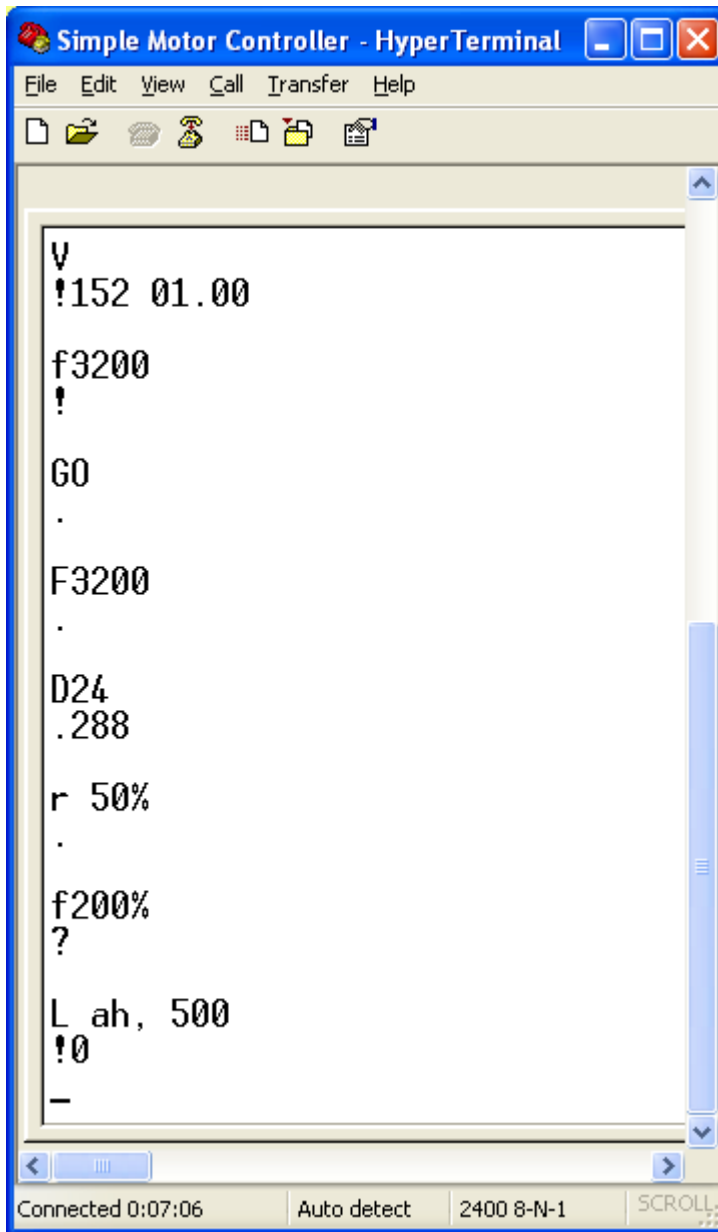 Simple Motor Controller - HyperTerminal
File Edit View Call Transfer Help
V
!152 01.00
f3200
!
GO
.
F3200
.
D24
.288
r 50%
.
f200%
?
L ah, 500
!0
_
Connected 0:07:06 Auto detect 2400 8-N-1 SCROLL